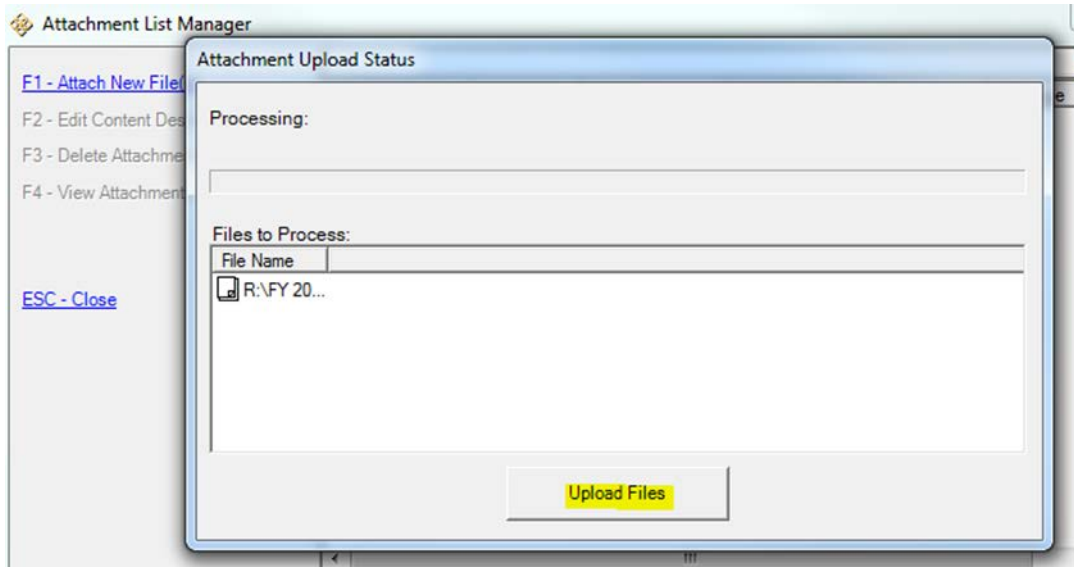 Attachment List Manager
Attachment Upload Status
F1 - Attach New File(
F2 - Edit Content Des
F3 - Delete Attachme
F4 - View Attachment
ESC - Close
Processing:
Files to Process:
File Name
R:\FY 20...
Upload Files
e